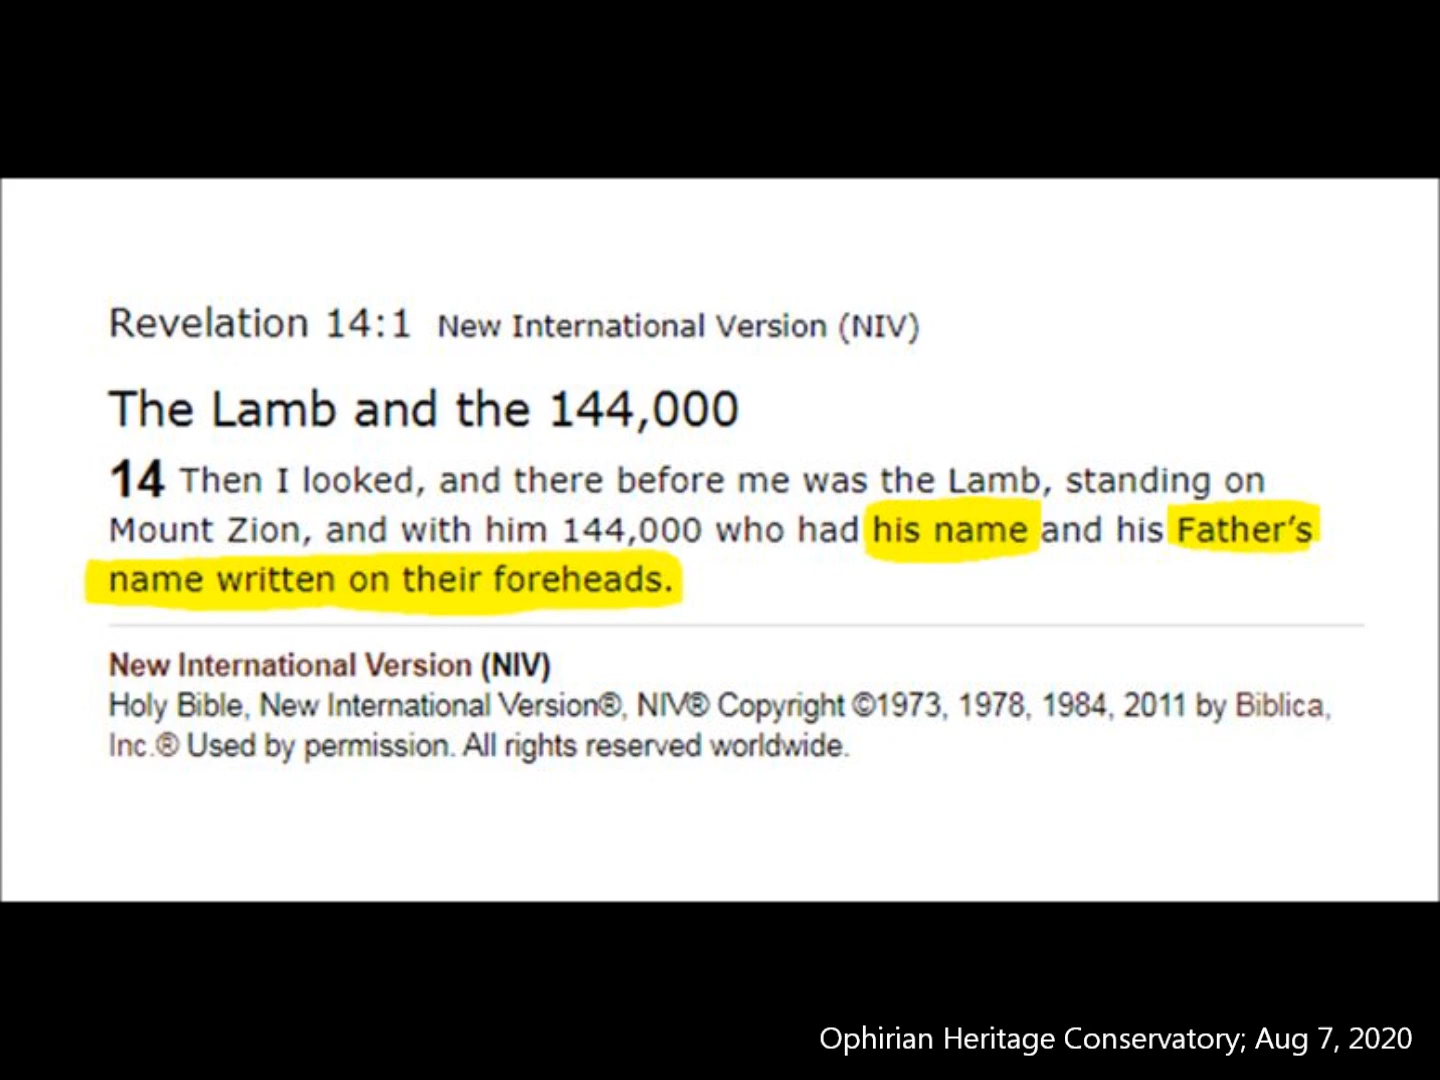 Revelation 14:1 New International Version (NIV)
The Lamb and the 144,000
14 Then I looked, and there before me was the Lamb, standing on
Mount Zion, and with him 144,000 who had his name and his Father’s
name written on their foreheads.
New International Version (NIV)
Holy Bible, New International Version®, NIV® Copyright ©1973, 1978, 1984, 2011 by Biblica,
Inc.® Used by permission. All rights reserved worldwide.
Ophirian Heritage Conservatory; Aug 7, 2020